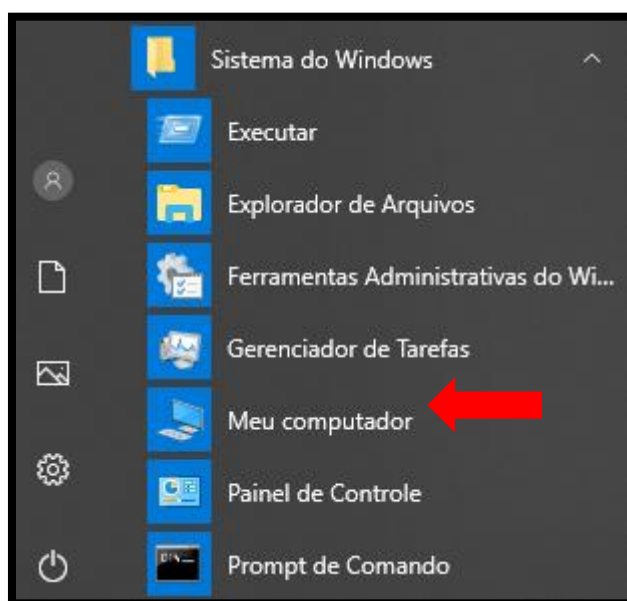 Sistema do Windows
Executar
Explorador de Arquivos
Ferramentas Administrativas do Wi...
Gerenciador de Tarefas
Meu computador
Painel de Controle
Prompt de Comando